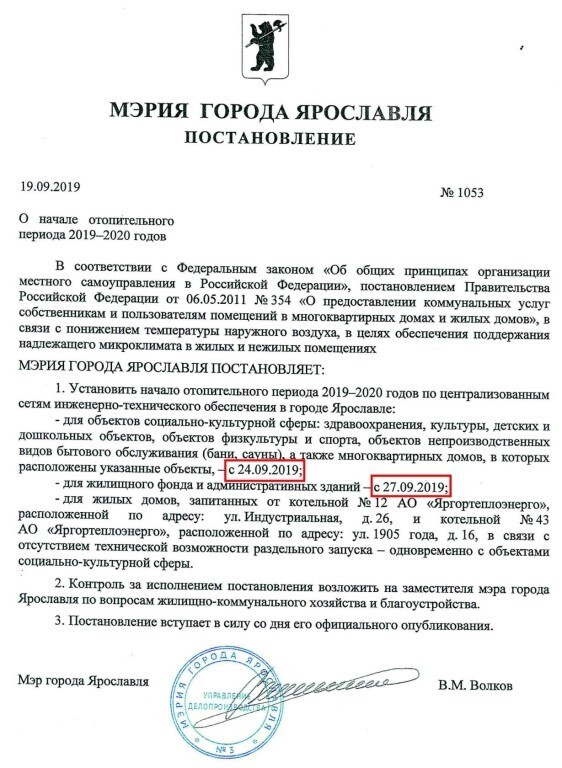 МЭРИЯ ГОРОДА ЯРОСЛАВЛЯ
ПОСТАНОВЛЕНИЕ
19.09.2019
№ 1053
О начале отопительного
периода 2019–2020 годов
В соответствии с Федеральным законом «Об общих принципах организации
местного самоуправления в Российской Федерации», постановлением Правительства
Российской Федерации от 06.05.2011 № 354 «О предоставлении коммунальных услуг
собственникам и пользователям помещений в многоквартирных домах и жилых домов», в
связи с понижением температуры наружного воздуха, в целях обеспечения поддержания
надлежащего микроклимата в жилых и нежилых помещениях
МЭРИЯ ГОРОДА ЯРОСЛАВЛЯ ПОСТАНОВЛЯЕТ:
1. Установить начало отопительного периода 2019–2020 годов по централизованным
сетям инженерно-технического обеспечения в городе Ярославле:
- для объектов социально-культурной сферы: здравоохранения, культуры, детских и
дошкольных объектов, объектов физкультуры и спорта, объектов непроизводственных
видов бытового обслуживания (бани, сауны), а также многоквартирных домов, в которых
расположены указанные объекты, – с 24.09.2019;
- для жилищного фонда и административных зданий – с 27.09.2019;
- для жилых домов, запитанных от котельной № 12 АО «Яргортеплоэнерго»,
расположенной по адресу: ул. Индустриальная, д. 26, и котельной № 43
АО «Яргортеплоэнерго», расположенной по адресу: ул. 1905 года, д. 16, в связи с
отсутствием технической возможности раздельного запуска – одновременно с объектами
социально-культурной сферы.
2. Контроль за исполнением постановления возложить на заместителя мэра города
Ярославля по вопросам жилищно-коммунального хозяйства и благоустройства.
3. Постановление вступает в силу со дня его официального опубликования.
Мэр города Ярославля
МЭРИЯ ГОРОДА ЯРОСЛАВЛЯ
УПРАВЛЕНИЕ
ДЕЛОПРОИЗВОДСТВА
№ 3
В.М. Волков